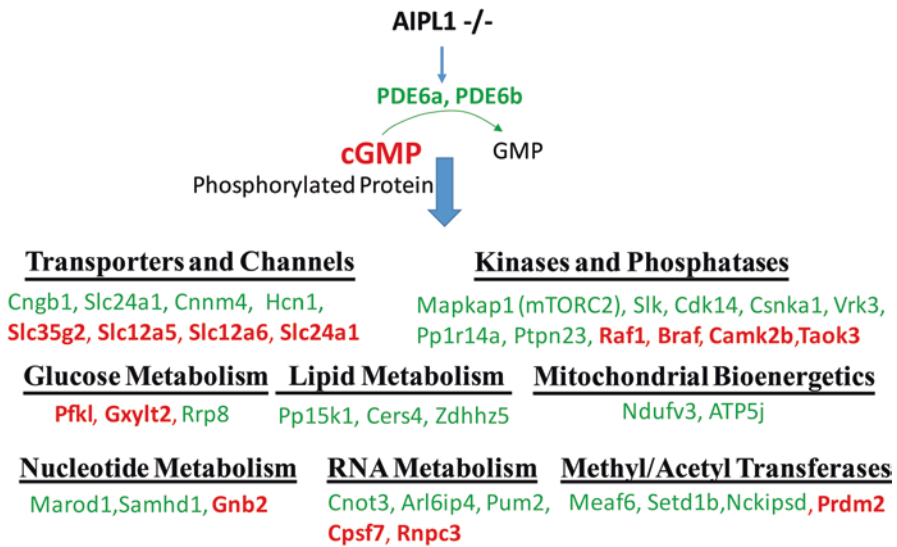 AIPL1 -/-
PDE6a, PDE6b
cGMP
GMP
Phosphorylated Protein
Transporters and Channels
Cngb1, Slc24a1, Cnnm4, Hcn1,
Slc35g2, Slc12a5, Slc12a6, Slc24a1
Kinases and Phosphatases
Mapkap1 (mTORC2), Slk, Cdk14, Csnka1, Vrk3,
Pp1r14a, Ptpn23, Raf1, Braf, Camk2b,Taok3
Glucose Metabolism
Pfkl, Gxylt2, Rrp8
Lipid Metabolism
Pp15k1, Cers4, Zdhhz5
Mitochondrial Bioenergetics
Ndufv3, ATP5j
Nucleotide Metabolism
Marod1,Samhd1, Gnb2
RNA Metabolism
Cnot3, Arl6ip4, Pum2,
Cpsf7, Rnpc3
Methyl/Acetyl Transferases
Meaf6, Setd1b,Nckipsd, Prdm2